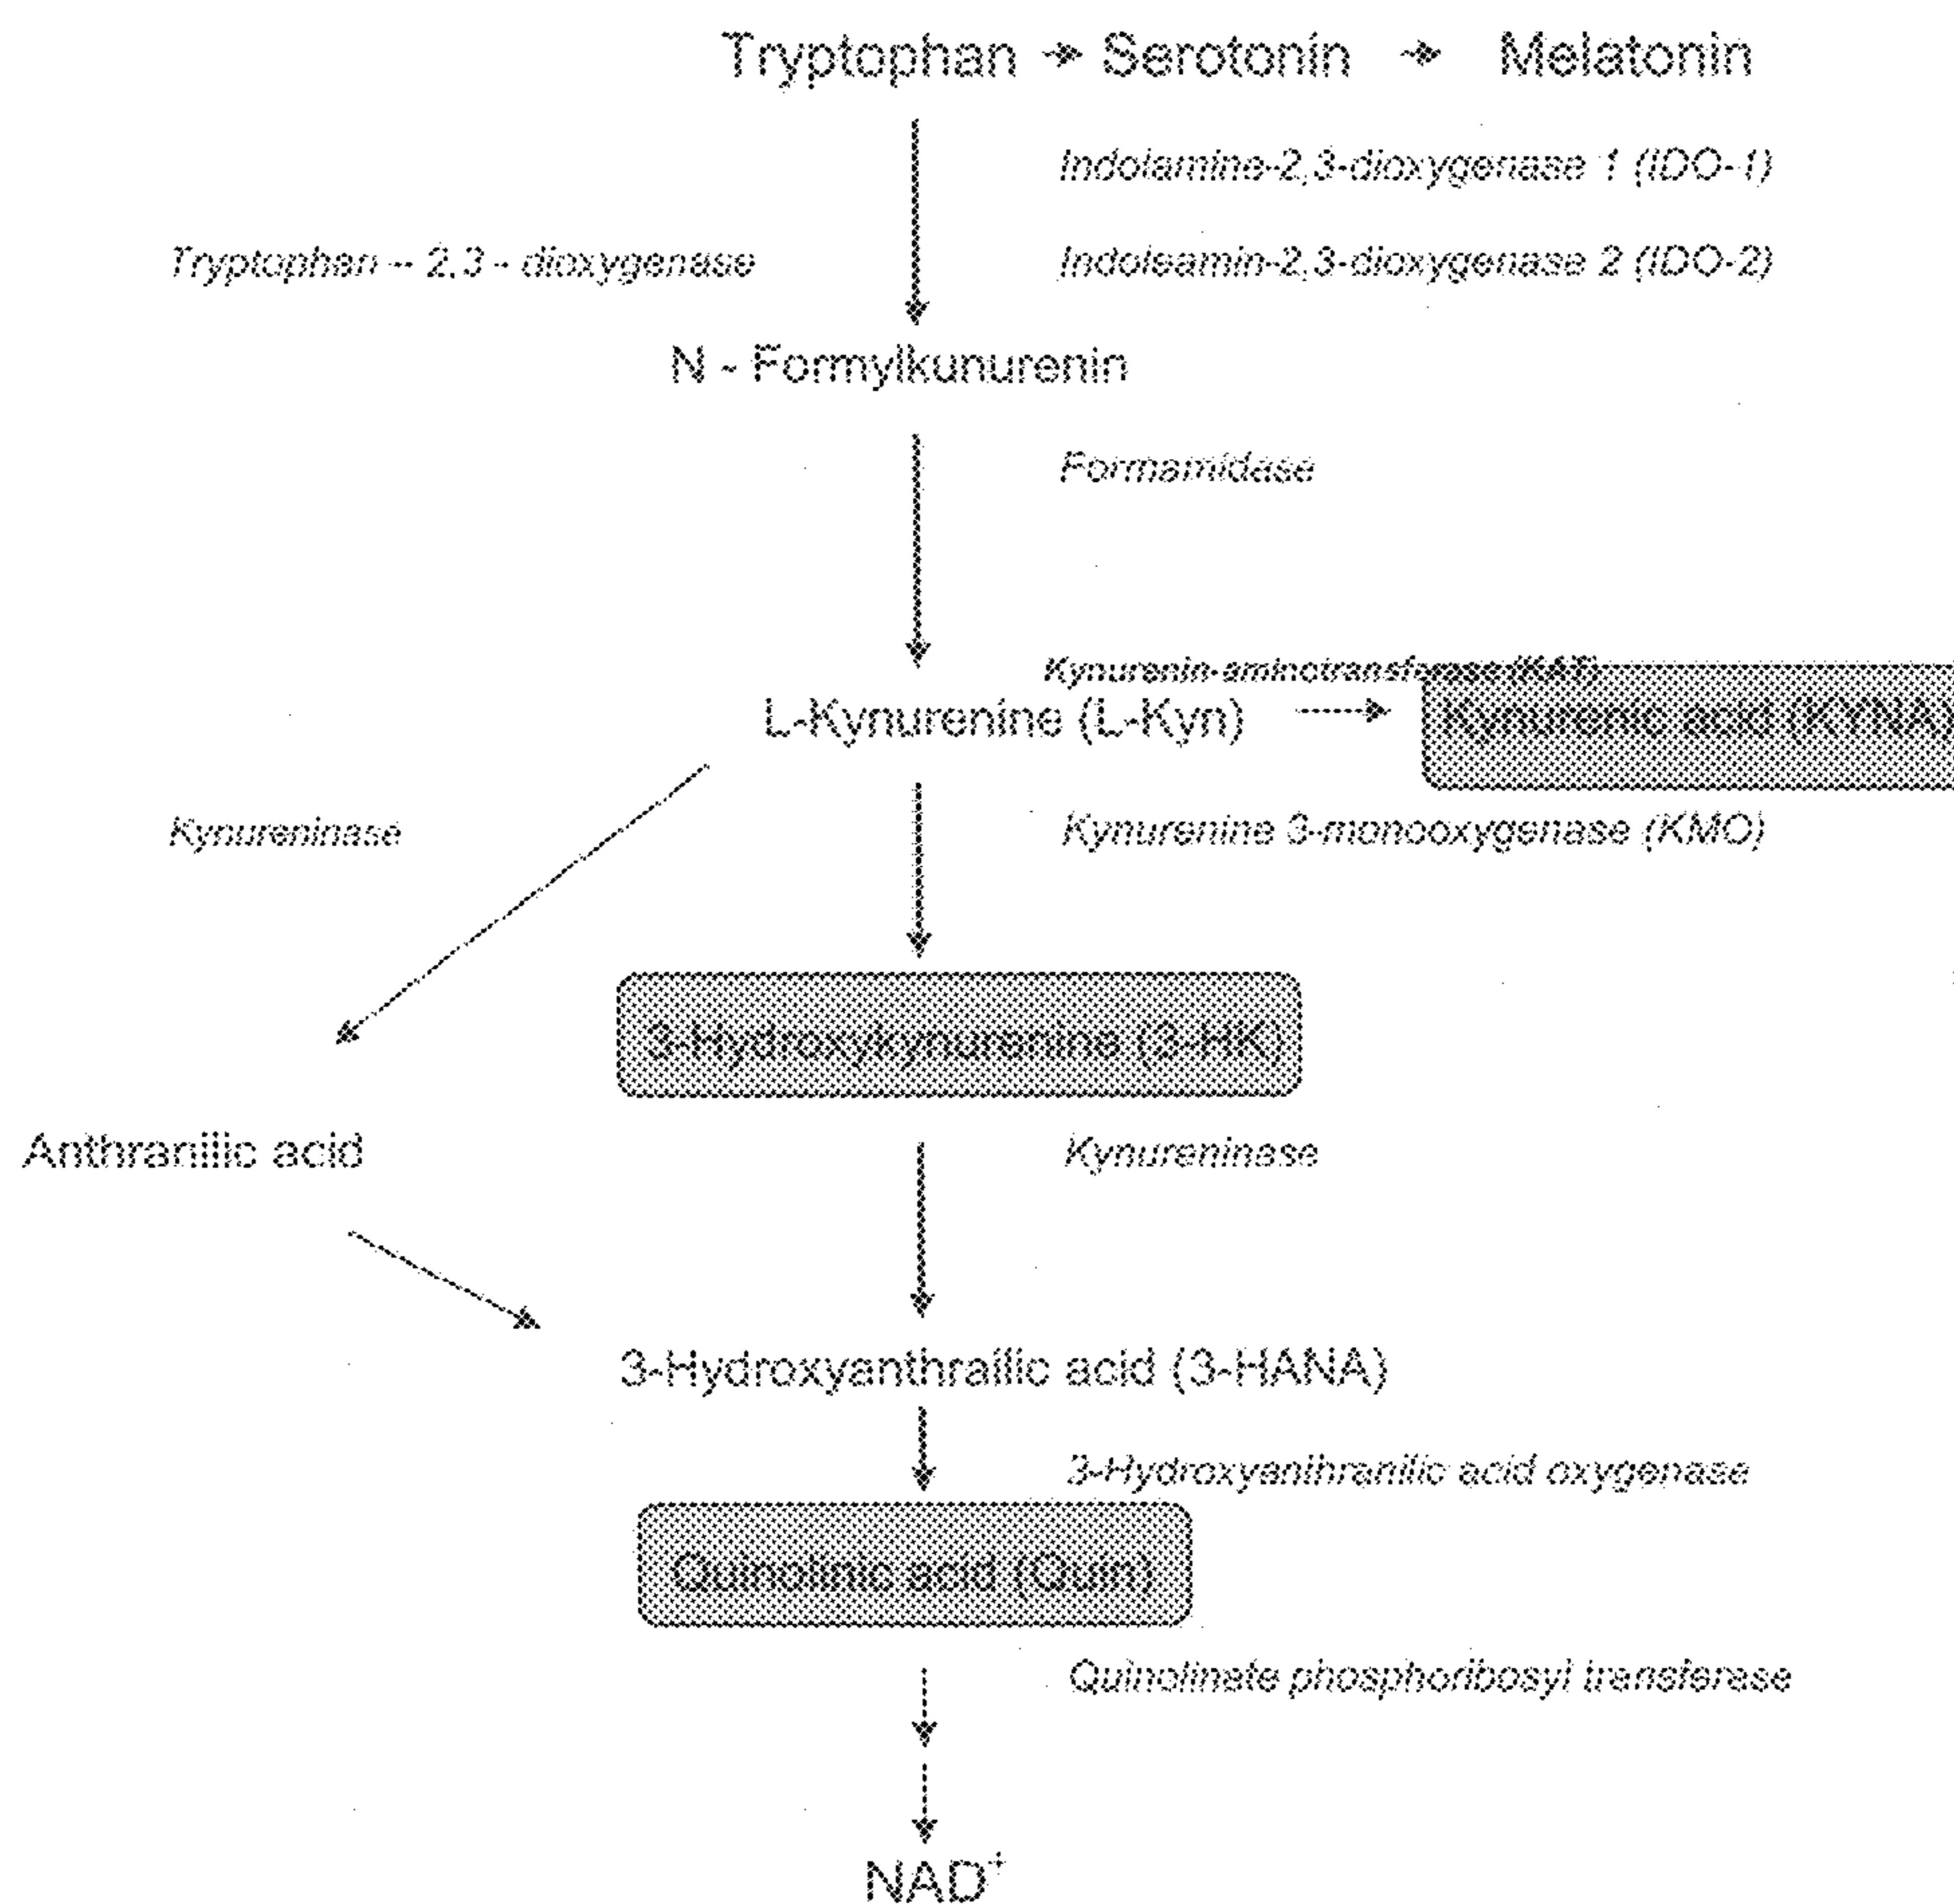 Tryptophan → Serotonin → Melatonin
Indolamine-2,3-dioxygenase 1 (IDO-1)
Tryptophan - 2,3 - dioxygenase
Indoleamin-2,3-dioxygenase 2 (IDO-2)
N - Formylkunurenin
Formamidase
Kynurenin-aminotransferase (KAT)
L-Kynurenine (L-Kyn)
Kynurenic acid (KYNA)
Kynureninase
Kynurenine 3-monooxygenase (KMO)
3-Hydroxykynurenine (3-HK)
Anthranilic acid
Kynureninase
3-Hydroxyanthrailic acid (3-HANA)
3-Hydroxyanthranilic acid oxygenase
Quinolinic acid (Quin)
Quinolinate phosphoribosyl transferase
NAD⁺